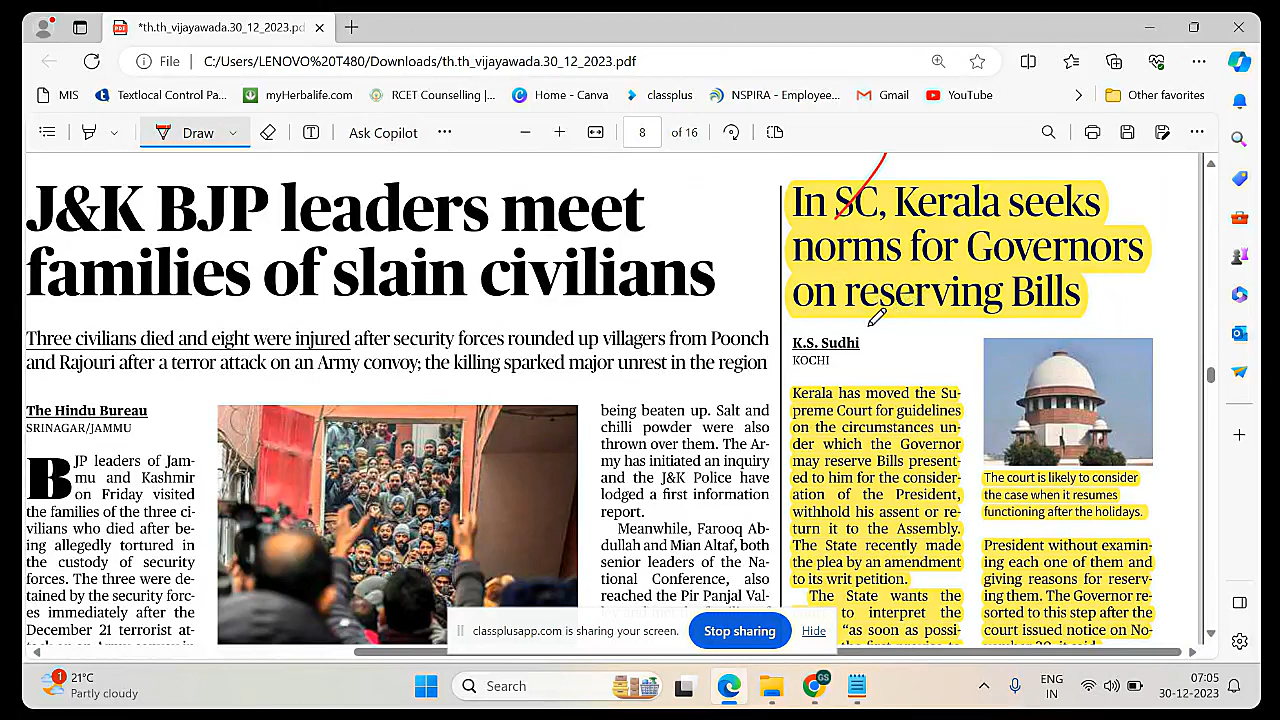 *th.th_vijayawada.30_12_2023.pd
File
C:/Users/LENOVO%20T480/Downloads/th.th_vijayawada.30_12_2023.pdf
MIS
Textlocal Control Pa...
myHerbalife.com
RCET Counselling |...
Home - Canva
classplus
NSPIRA - Employee...
Gmail
YouTube
Other favorites
Draw
Ask Copilot
8
of 16
J&K BJP leaders meet
families of slain civilians
Three civilians died and eight were injured after security forces rounded up villagers from Poonch
and Rajouri after a terror attack on an Army convoy; the killing sparked major unrest in the region
The Hindu Bureau
SRINAGAR/JAMMU
BJP leaders of Jam-
mu and Kashmir
on Friday visited
the families of the three ci-
vilians who died after be-
ing allegedly tortured in
the custody of security
forces. The three were de-
tained by the security forc-
es immediately after the
December 21 terrorist at-
being beaten up. Salt and
chilli powder were also
thrown over them. The Ar-
my has initiated an inquiry
and the J&K Police have
lodged a first information
report.
Meanwhile, Farooq Ab-
dullah and Mian Altaf, both
senior leaders of the Na-
tional Conference, also
reached the Pir Panjal Val-
In SC, Kerala seeks
norms for Governors
on reserving Bills
K.S. Sudhi
KOCHI
Kerala has moved the Su-
preme Court for guidelines
on the circumstances un-
der which the Governor
may reserve Bills present-
ed to him for the consider-
ation of the President,
withhold his assent or re-
turn it to the Assembly.
The State recently made
the plea by an amendment
to its writ petition.
The State wants the
to interpret the
“as soon as possi-
The court is likely to consider
the case when it resumes
functioning after the holidays.
President without examin-
ing each one of them and
giving reasons for reserv-
ing them. The Governor re-
sorted to this step after the
court issued notice on No-
classplusapp.com is sharing your screen.
Stop sharing
Hide
1
21°C
Partly cloudy
Search
GS
ENG
IN
07:05
30-12-2023